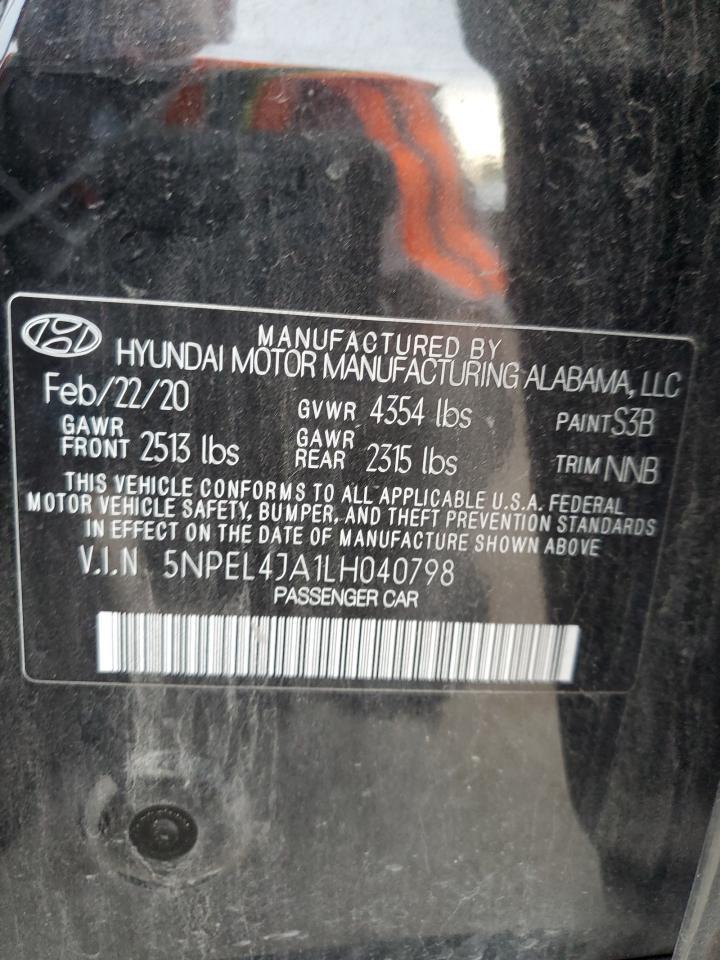 MANUFACTURED BY
HYUNDAI MOTOR MANUFACTURING ALABAMA, LLC
Feb/22/20 GVWR 4354 lbs PAINT S3B
GAWR FRONT 2513 lbs GAWR REAR 2315 lbs TRIM NNB
THIS VEHICLE CONFORMS TO ALL APPLICABLE U.S.A. FEDERAL
MOTOR VEHICLE SAFETY, BUMPER, AND THEFT PREVENTION STANDARDS
IN EFFECT ON THE DATE OF MANUFACTURE SHOWN ABOVE
V.I.N 5NPEL4JA1LH040798
PASSENGER CAR